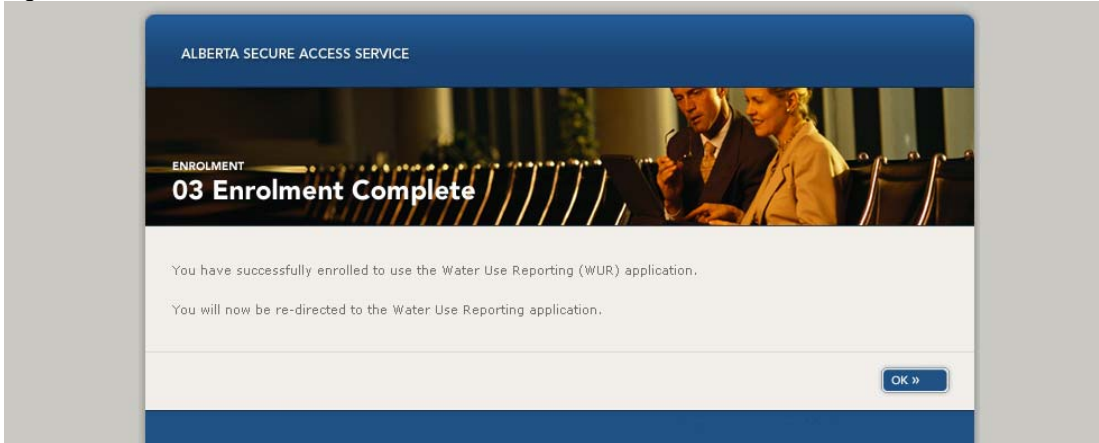 ALBERTA SECURE ACCESS SERVICE
ENROLMENT
03 Enrolment Complete
You have successfully enrolled to use the Water Use Reporting (WUR) application.
You will now be re-directed to the Water Use Reporting application.
OK »